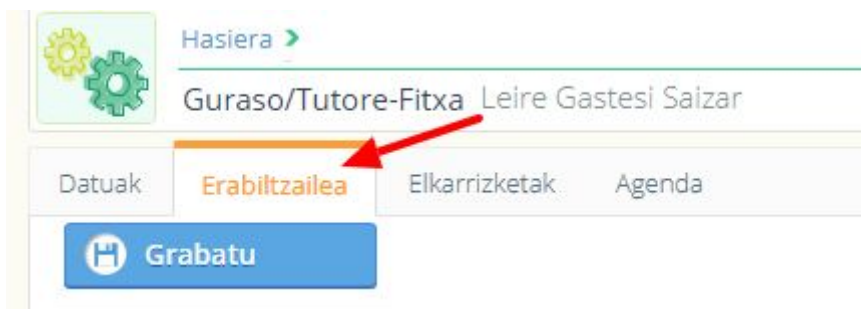 Hasiera >
Guraso/Tutore-Fitxa Leire Gastesi Saizar
Datuak Erabiltzailea Elkarrizketak Agenda
Grabatu